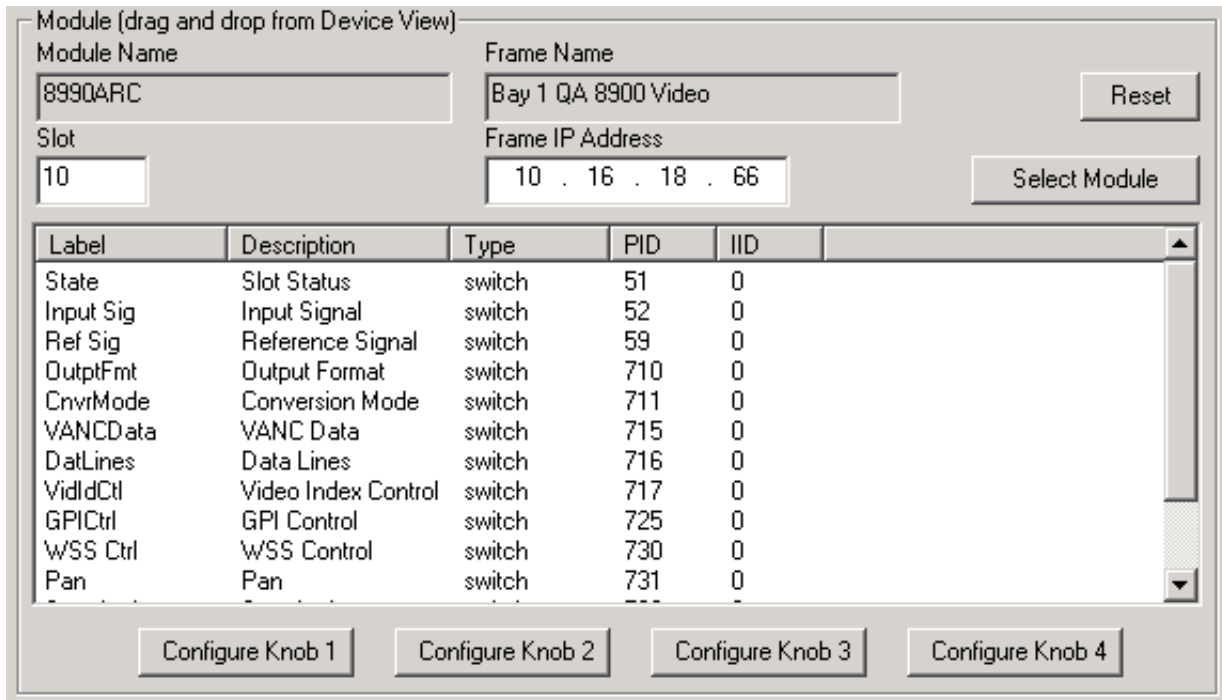 Module (drag and drop from Device View)
Module Name Frame Name
8990ARC Bay 1 QA 8900 Video Reset
Slot Frame IP Address
10 10 . 16 . 18 . 66 Select Module
Label Description Type PID IID
State Slot Status switch 51 0
Input Sig Input Signal switch 52 0
Ref Sig Reference Signal switch 59 0
OutptFmt Output Format switch 710 0
CnvrMode Conversion Mode switch 711 0
VANCData VANC Data switch 715 0
DatLines Data Lines switch 716 0
VidIdCtl Video Index Control switch 717 0
GPICtrl GPI Control switch 725 0
WSS Ctrl WSS Control switch 730 0
Pan Pan switch 731 0
Configure Knob 1 Configure Knob 2 Configure Knob 3 Configure Knob 4